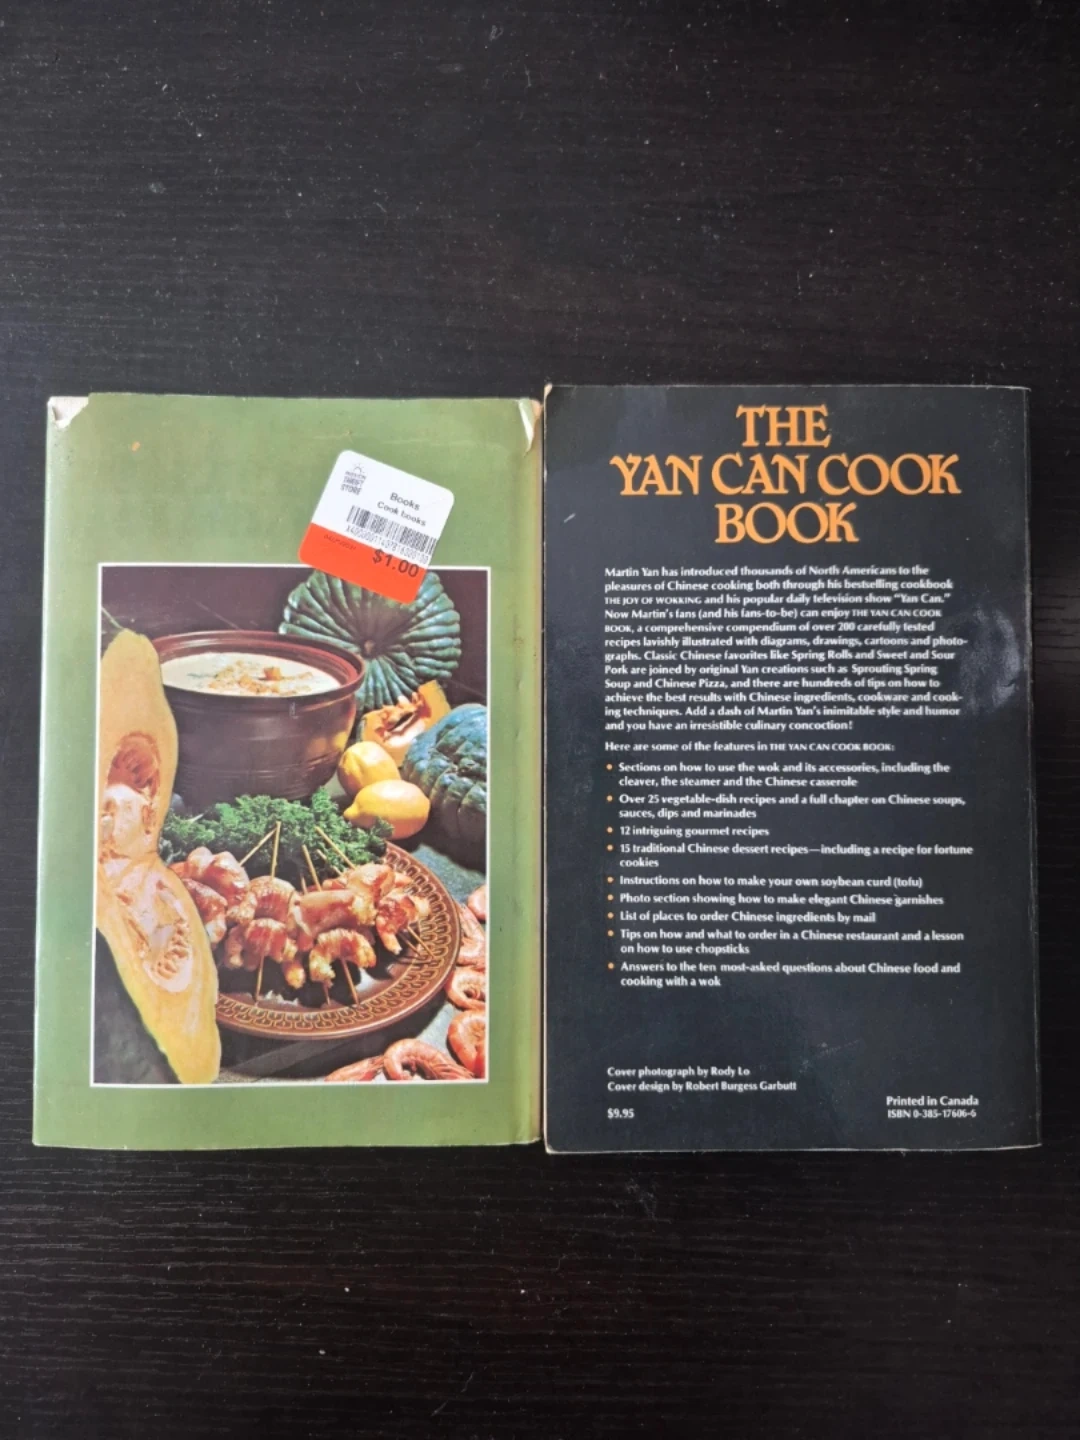 THRIFT
STORE
Books
Cook books
$1.00
THE
YAN CAN COOK
BOOK
Martin Yan has introduced thousands of North Americans to the
pleasures of Chinese cooking both through his bestselling cookbook
THE JOY OF WOKKING and his popular daily television show "Yan Can."
Now Martin's fans (and his fans-to-be) can enjoy THE YAN CAN COOK
BOOK, a comprehensive compendium of over 200 carefully tested
recipes lavishly illustrated with diagrams, drawings, cartoons and photo-
graphs. Classic Chinese favorites like Spring Rolls and Sweet and Sour
Pork are joined by original Yan creations such as Sprouting Spring
Soup and Chinese Pizza, and there are hundreds of tips on how to
achieve the best results with Chinese ingredients, cookware and cook-
ing techniques. Add a dash of Martin Yan's inimitable style and humor
and you have an irresistible culinary concoction!
Here are some of the features in THE YAN CAN COOK BOOK:
• Sections on how to use the wok and its accessories, including the
cleaver, the steamer and the Chinese casserole
• Over 25 vegetable-dish recipes and a full chapter on Chinese soups,
sauces, dips and marinades
• 12 intriguing gourmet recipes
• 15 traditional Chinese dessert recipes—including a recipe for fortune
cookies
• Instructions on how to make your own soybean curd (tofu)
• Photo section showing how to make elegant Chinese garnishes
• List of places to order Chinese ingredients by mail
• Tips on how and what to order in a Chinese restaurant and a lesson
on how to use chopsticks
• Answers to the ten most-asked questions about Chinese food and
cooking with a wok
Cover photograph by Rody Lo
Cover design by Robert Burgess Garbutt
$9.95
Printed in Canada
ISBN 0-385-17606-6